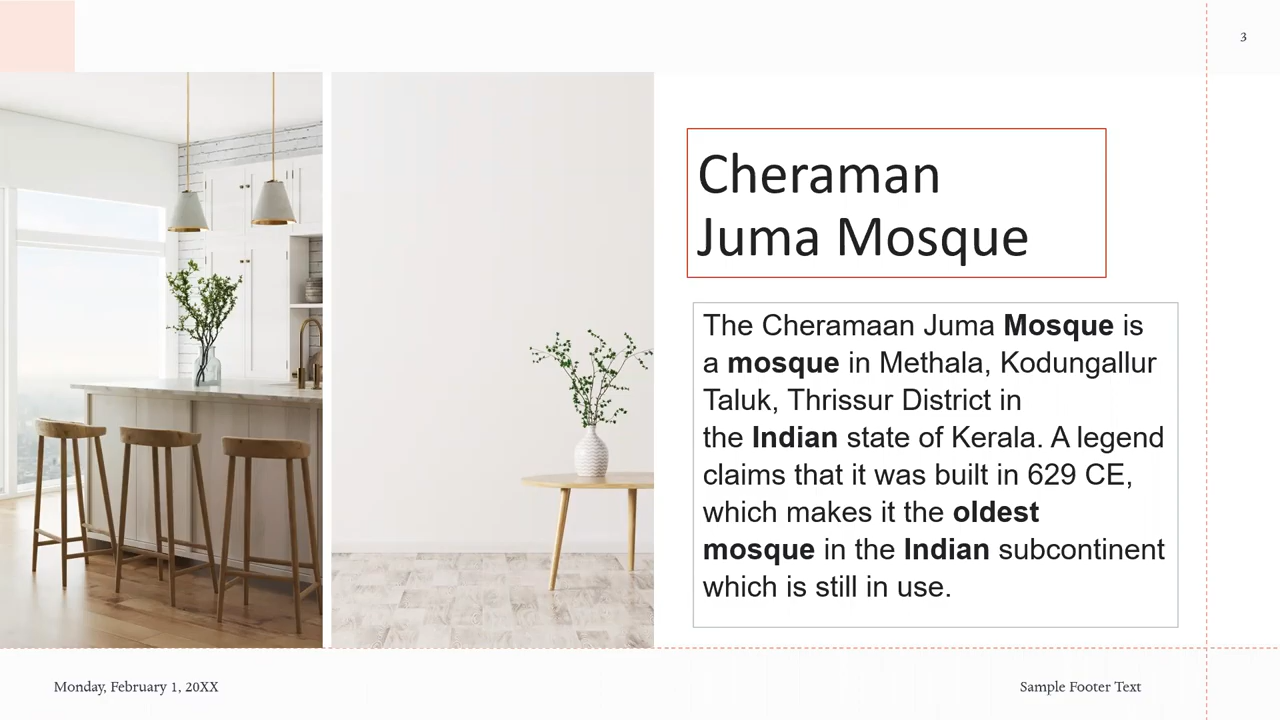 3
Cheraman
Juma Mosque
The Cheramaan Juma Mosque is
a mosque in Methala, Kodungallur
Taluk, Thrissur District in
the Indian state of Kerala. A legend
claims that it was built in 629 CE,
which makes it the oldest
mosque in the Indian subcontinent
which is still in use.
Monday, February 1, 20XX
Sample Footer Text